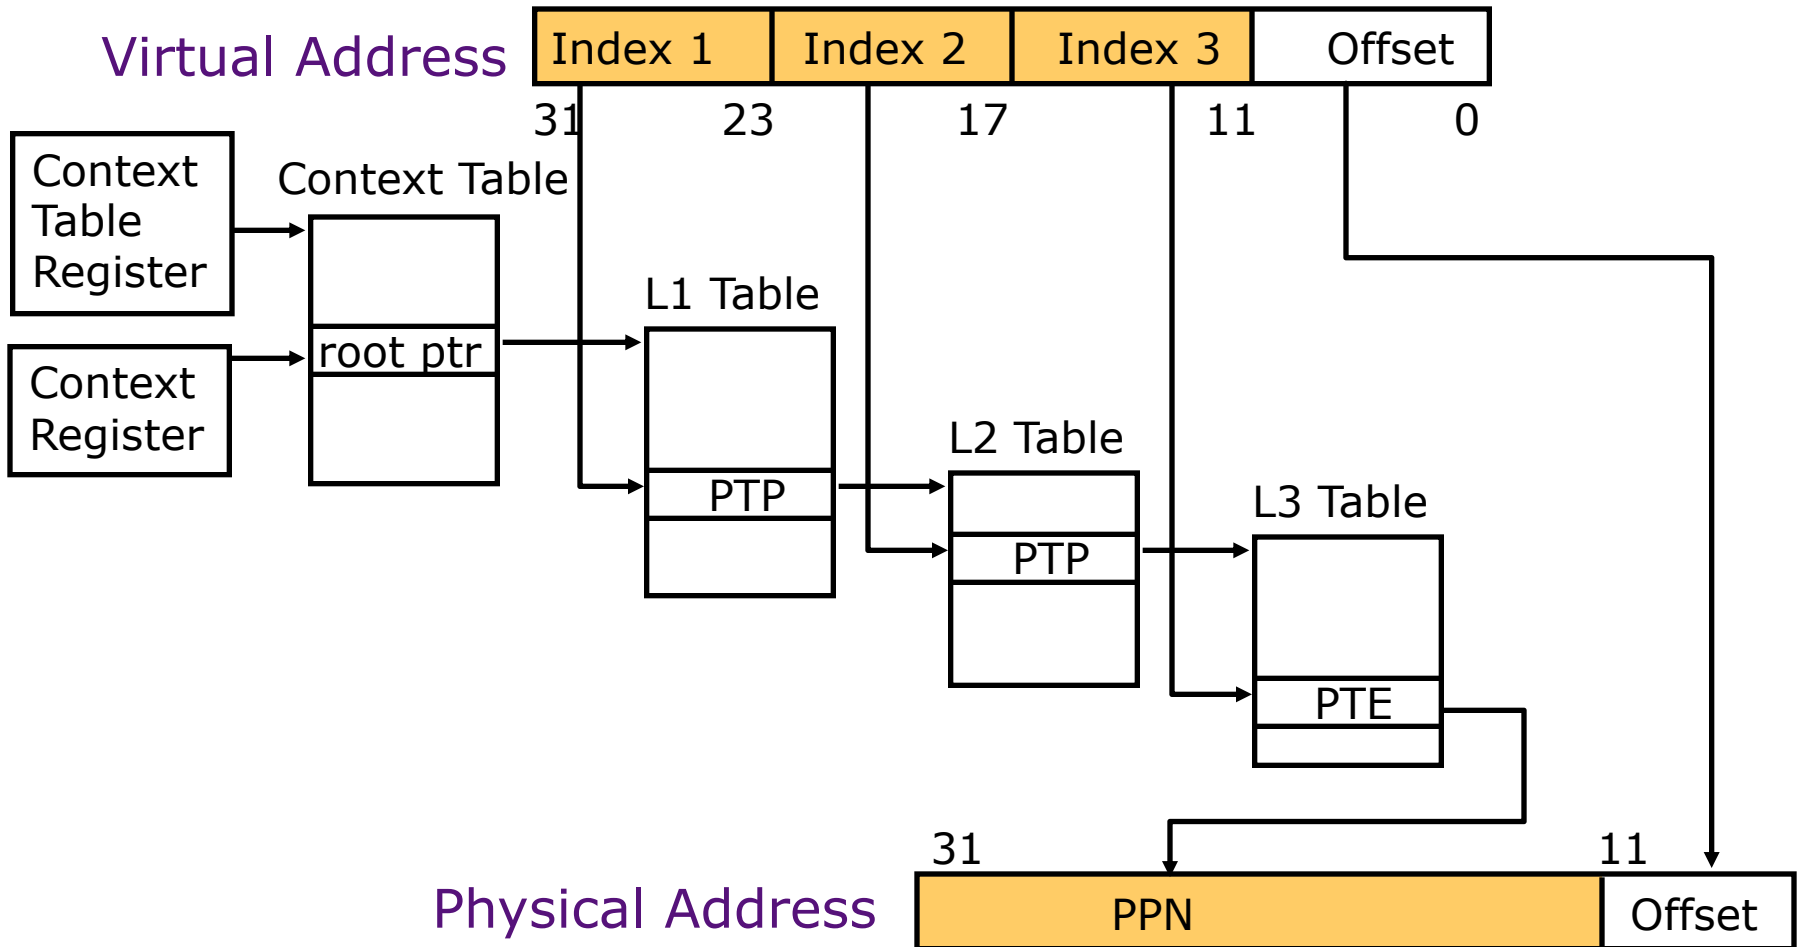 Virtual Address
Index 1
Index 2
Index 3
Offset
31
23
17
11
0
Context
Table
Register
Context Table
root ptr
Context
Register
L1 Table
PTP
L2 Table
PTP
L3 Table
PTE
31
11
Physical Address
PPN
Offset